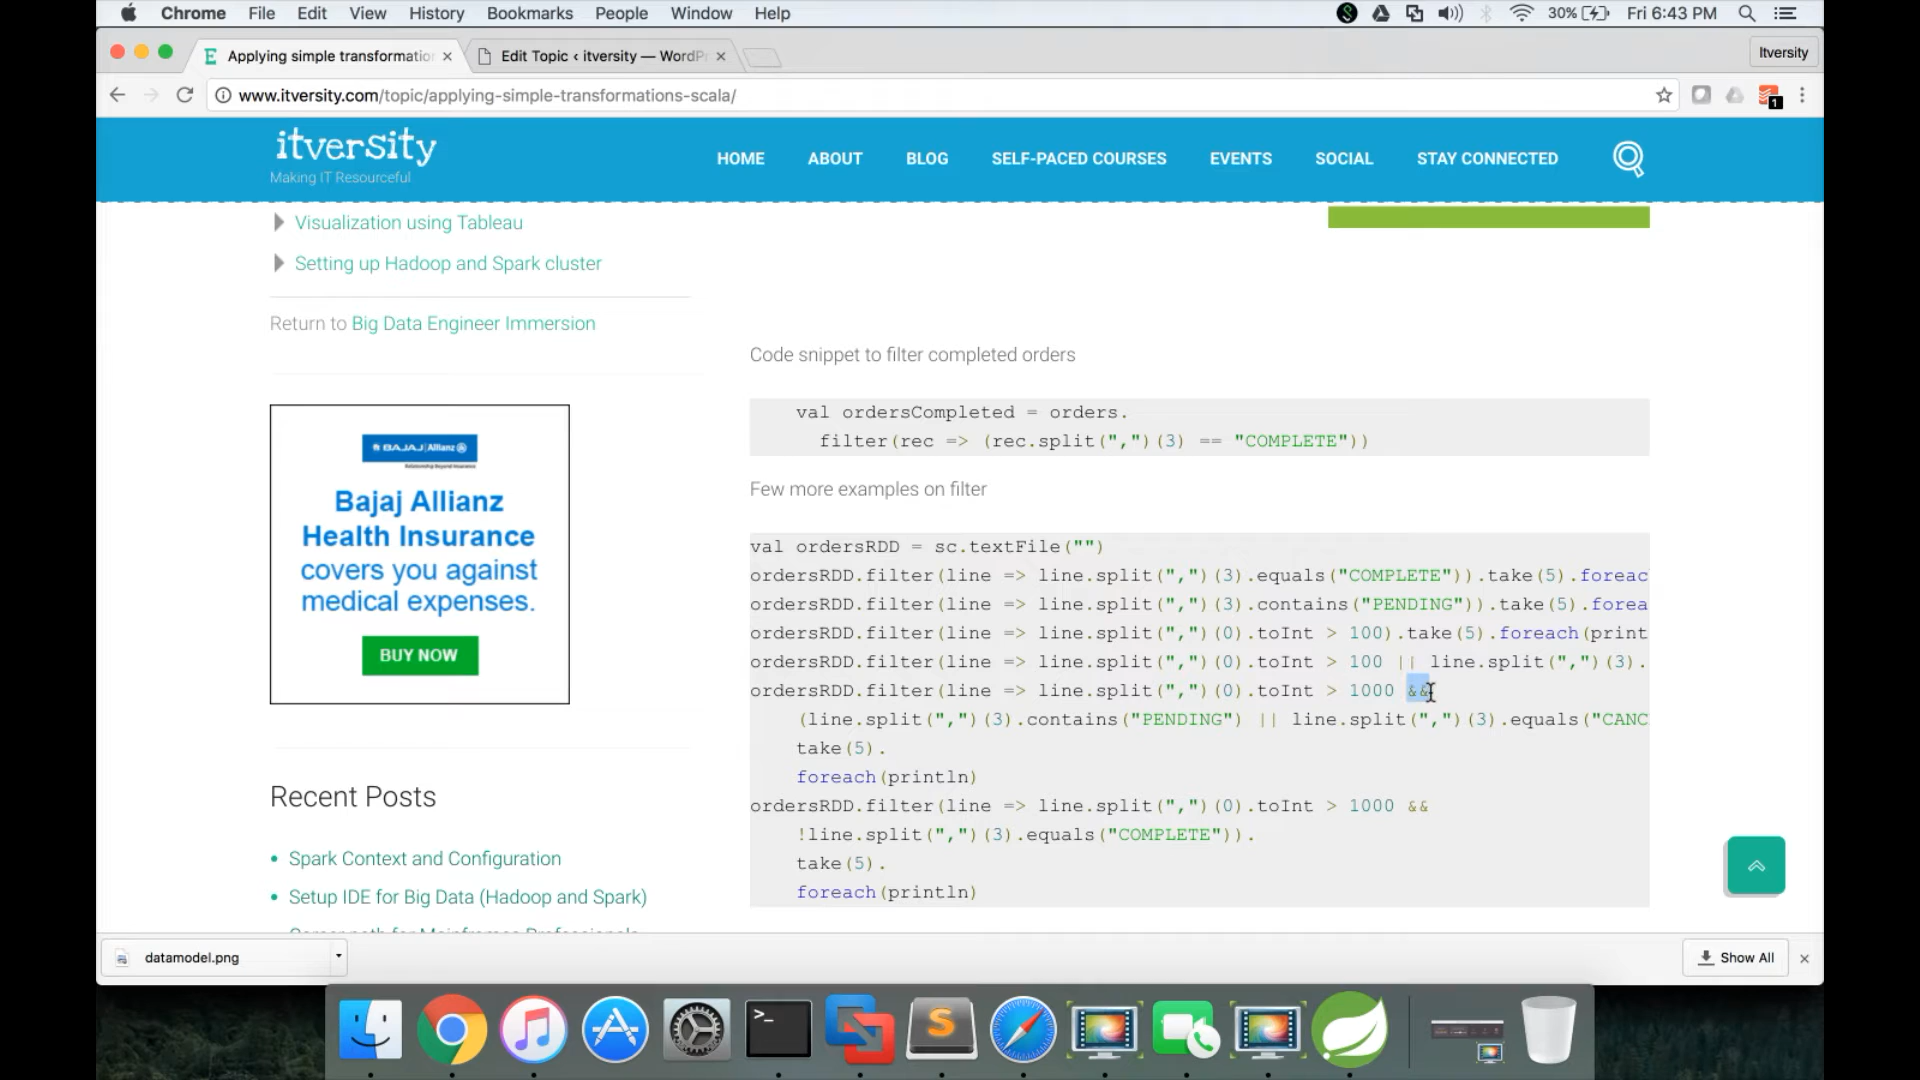 Chrome File Edit View History Bookmarks People Window Help
30% Fri 6:43 PM
Applying simple transformatio
Edit Topic ‹ itversity — WordPr
Itversity
www.itversity.com/topic/applying-simple-transformations-scala/
1
itversity
Making IT Resourceful
HOME ABOUT BLOG SELF-PACED COURSES EVENTS SOCIAL STAY CONNECTED
Visualization using Tableau
Setting up Hadoop and Spark cluster
Return to Big Data Engineer Immersion
BAJAJ Allianz
Bajaj Allianz
Health Insurance
covers you against
medical expenses.
BUY NOW
Recent Posts
• Spark Context and Configuration
• Setup IDE for Big Data (Hadoop and Spark)
Code snippet to filter completed orders
val ordersCompleted = orders.
filter(rec => (rec.split(",")(3) == "COMPLETE"))
Few more examples on filter
val ordersRDD = sc.textFile("")
ordersRDD.filter(line => line.split(",")(3).equals("COMPLETE")).take(5).foreac
ordersRDD.filter(line => line.split(",")(3).contains("PENDING")).take(5).forea
ordersRDD.filter(line => line.split(",")(0).toInt > 100).take(5).foreach(print
ordersRDD.filter(line => line.split(",")(0).toInt > 100 || line.split(",")(3).
ordersRDD.filter(line => line.split(",")(0).toInt > 1000 &&
(line.split(",")(3).contains("PENDING") || line.split(",")(3).equals("CANC
take(5).
foreach(println)
ordersRDD.filter(line => line.split(",")(0).toInt > 1000 &&
!line.split(",")(3).equals("COMPLETE")).
take(5).
foreach(println)
datamodel.png
Show All